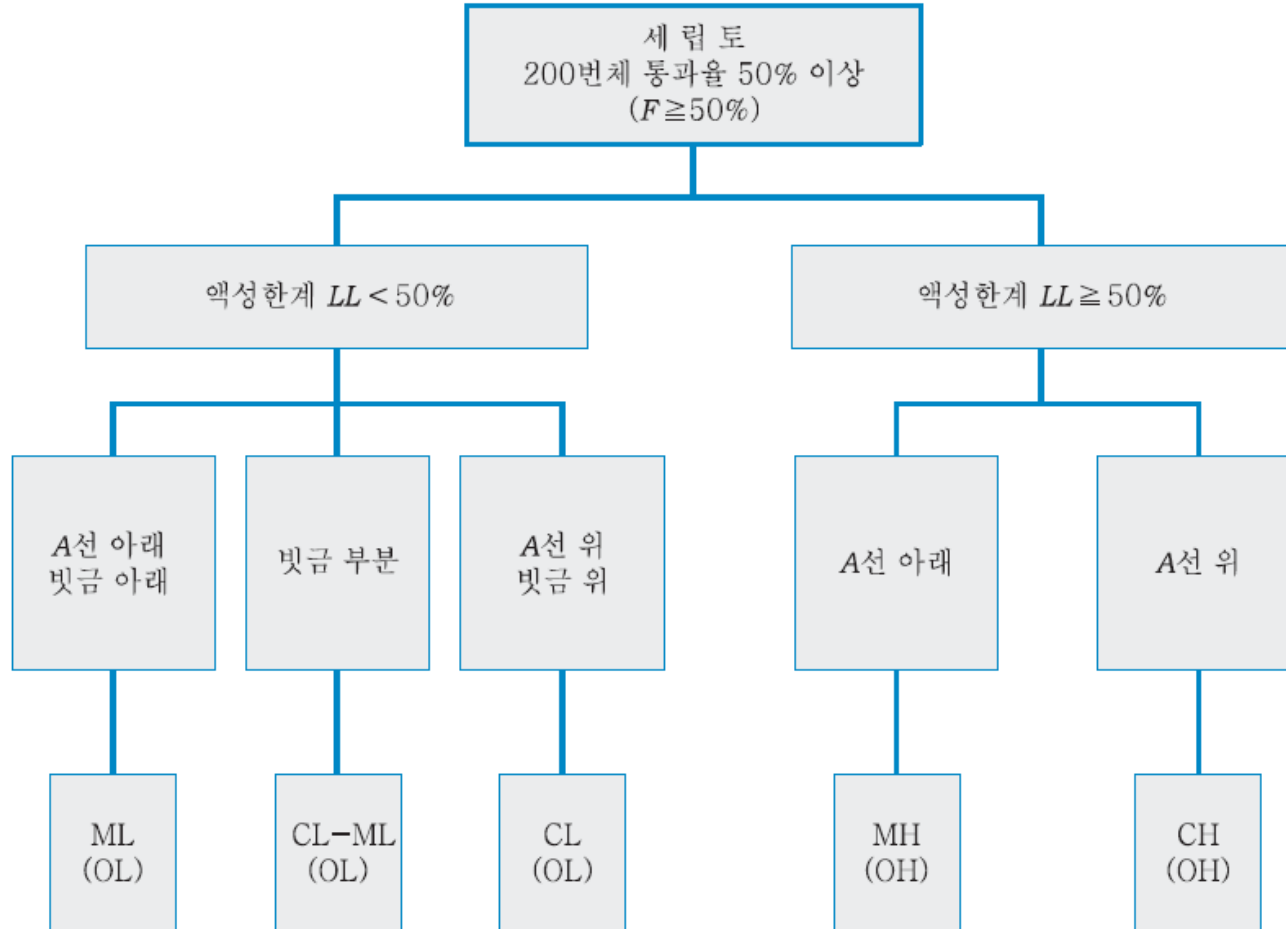 세 립 토
200번체 통과율 50% 이상
(F≧50%)
액성한계 LL<50%
액성한계 LL≧50%
A선 아래
빗금 아래
빗금 부분
A선 위
빗금 위
A선 아래
A선 위
ML
(OL)
CL-ML
(OL)
CL
(OL)
MH
(OH)
CH
(OH)